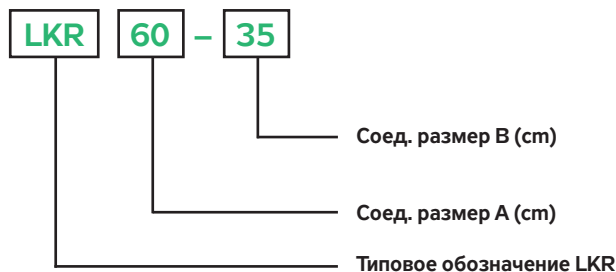 LKR 60 – 35
Соед. размер B (cm)
Соед. размер A (cm)
Типовое обозначение LKR